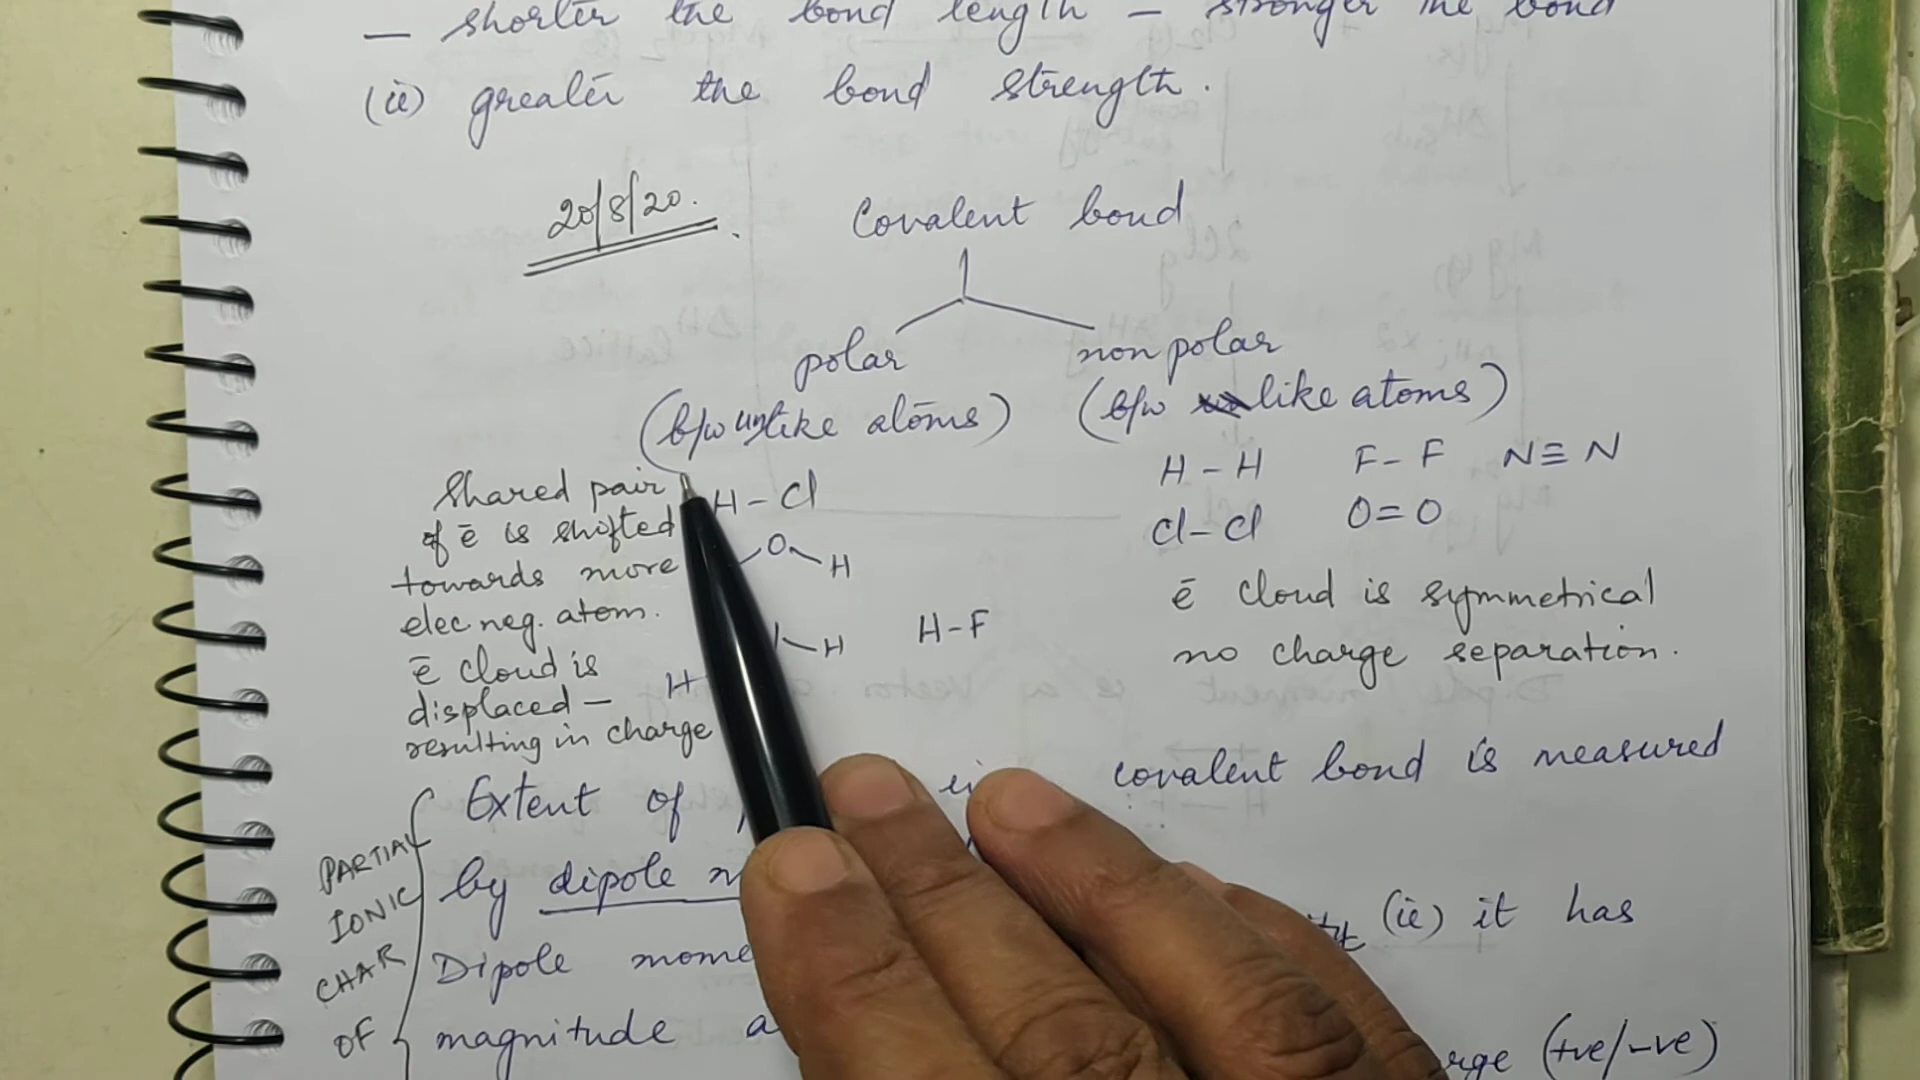 – shorter the bond length – stronger the bond
(ie) greater the bond strength.
20/8/20.
Covalent bond
polar
non polar
(b/w unlike atoms)
(b/w like atoms)
H - H F - F N≡N
Cl - Cl O=O
Shared pair
of ē is shifted
towards more
elec.neg. atom.
ē cloud is
displaced –
resulting in charge
H - Cl
O
H
H
H
H-F
ē cloud is symmetrical
no charge separation.
Extent of covalent bond is measured
by dipole
Dipole (ie) it has
magnitude (+ve/-ve)
PARTIAL
IONIC
CHAR
OF